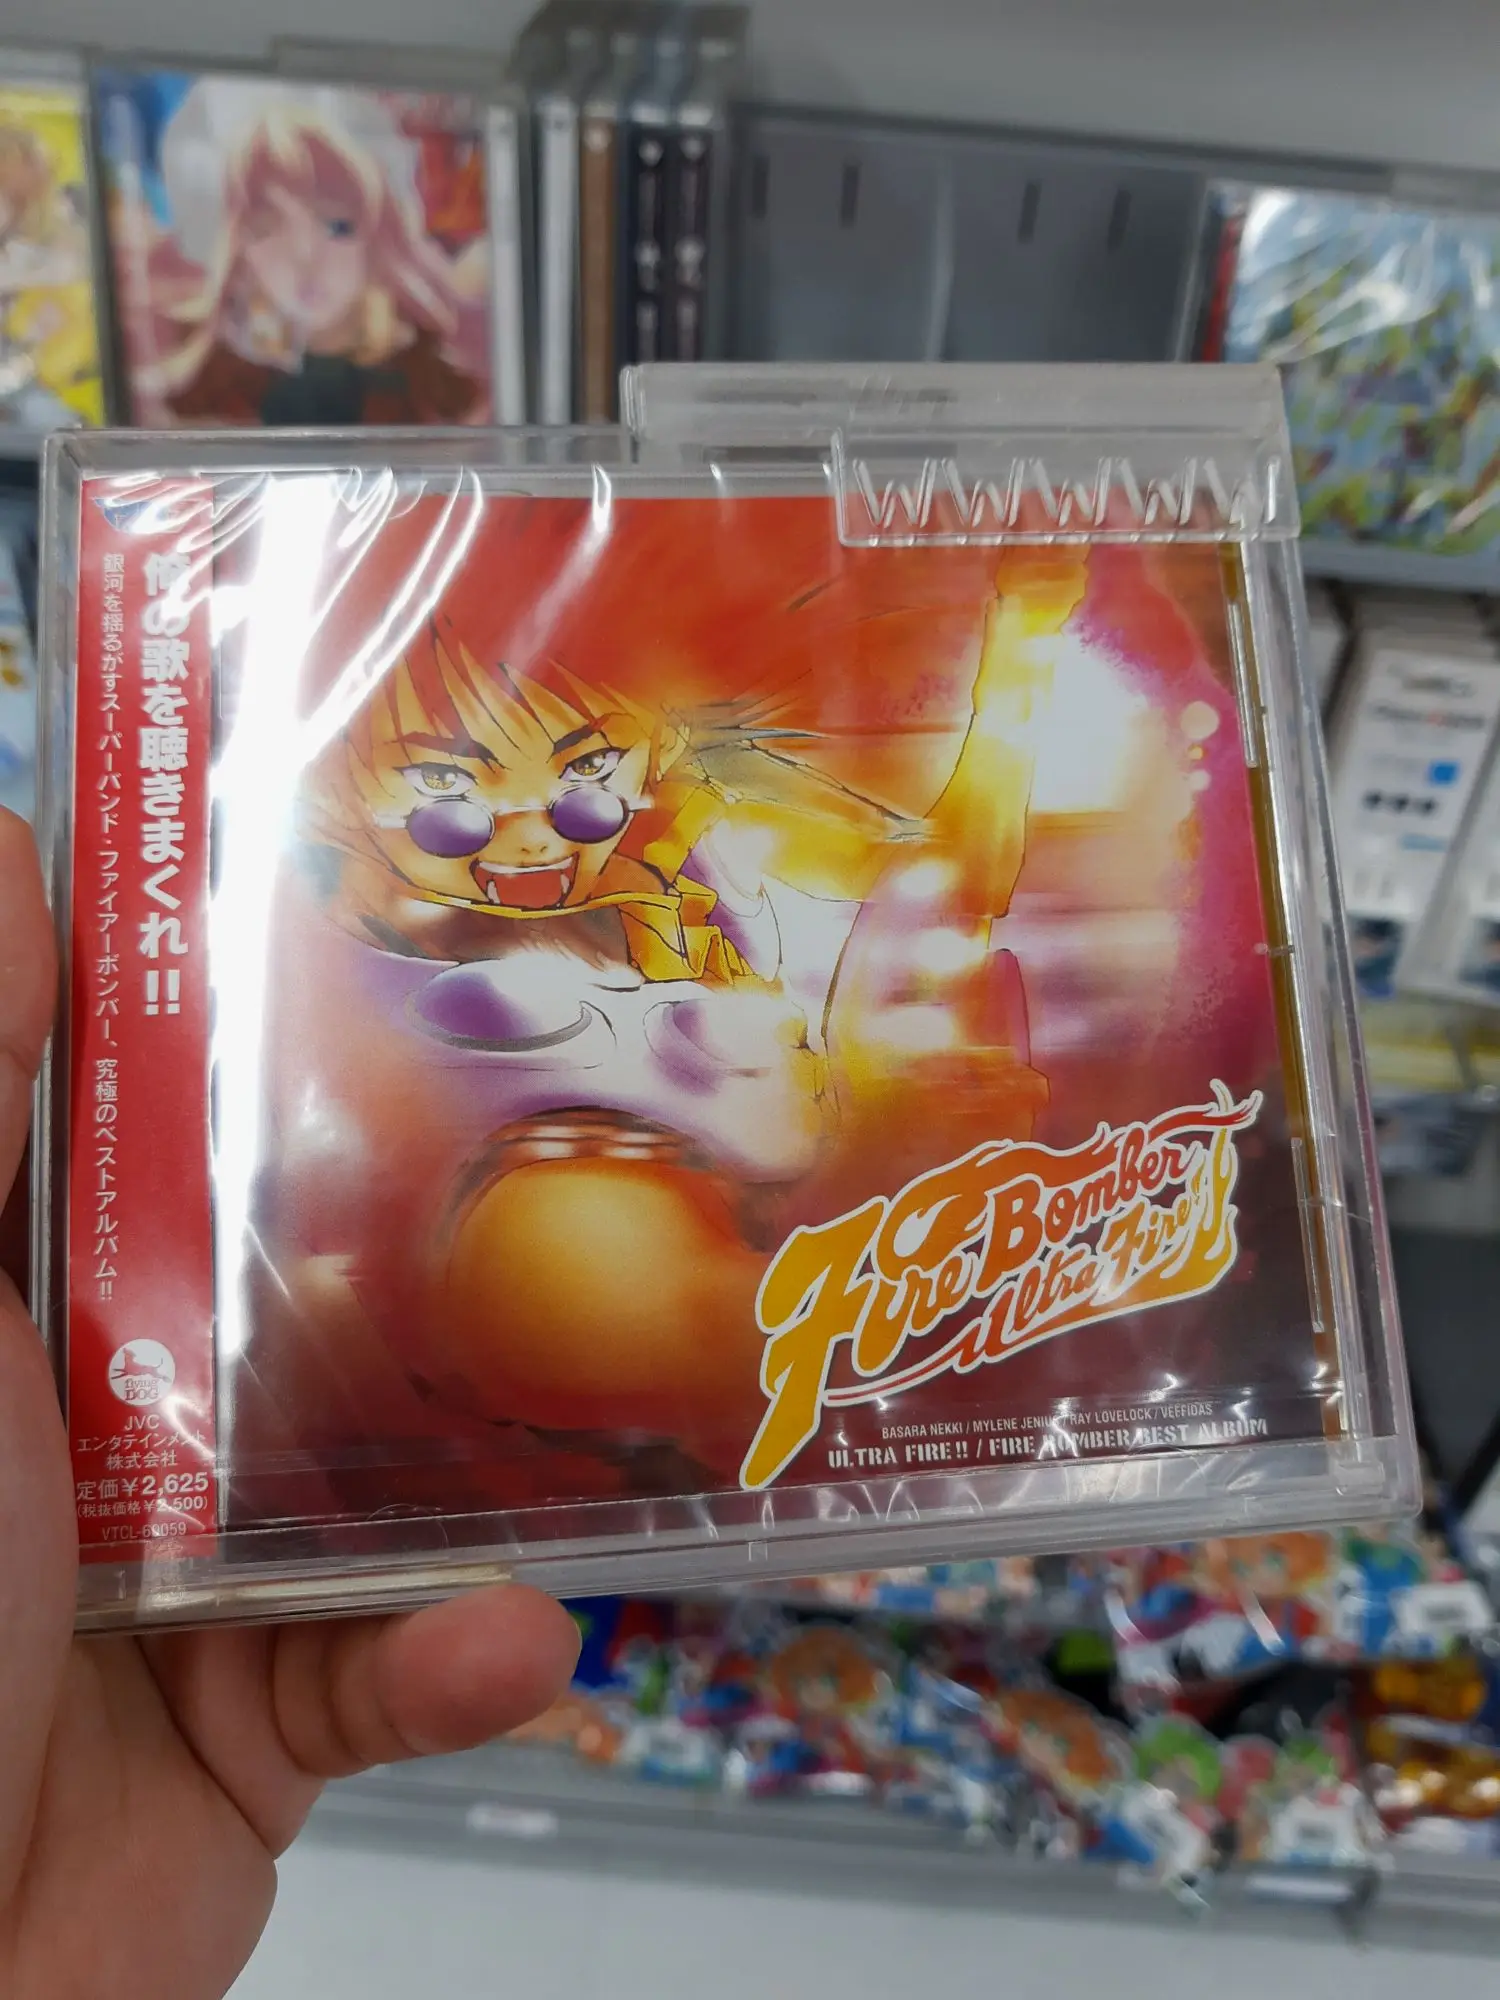 俺の歌を聴きまくれ!!
銀河を揺るがすスーパーバンド・ファイアーボンバー、究極のベストアルバム!!
flying
DOG
JVC
エンタテインメント
株式会社
定価¥2,625
(税抜価格¥2,500)
VTCL-60059
Fire Bomber
Ultra Fire!!
BASARA NEKKI / MYLENE JENIUS / RAY LOVELOCK / VEFFIDAS
ULTRA FIRE!! / FIRE BOMBER BEST ALBUM